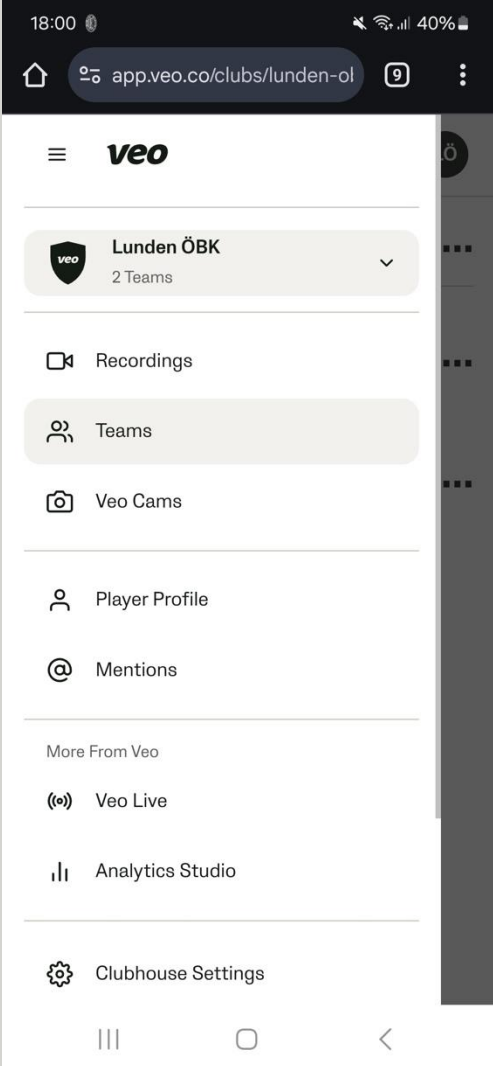 18:00 40%
app.veo.co/clubs/lunden-ol 9
veo
Ö
veo Lunden ÖBK
2 Teams
Recordings
Teams
Veo Cams
Player Profile
Mentions
More From Veo
Veo Live
Analytics Studio
Clubhouse Settings